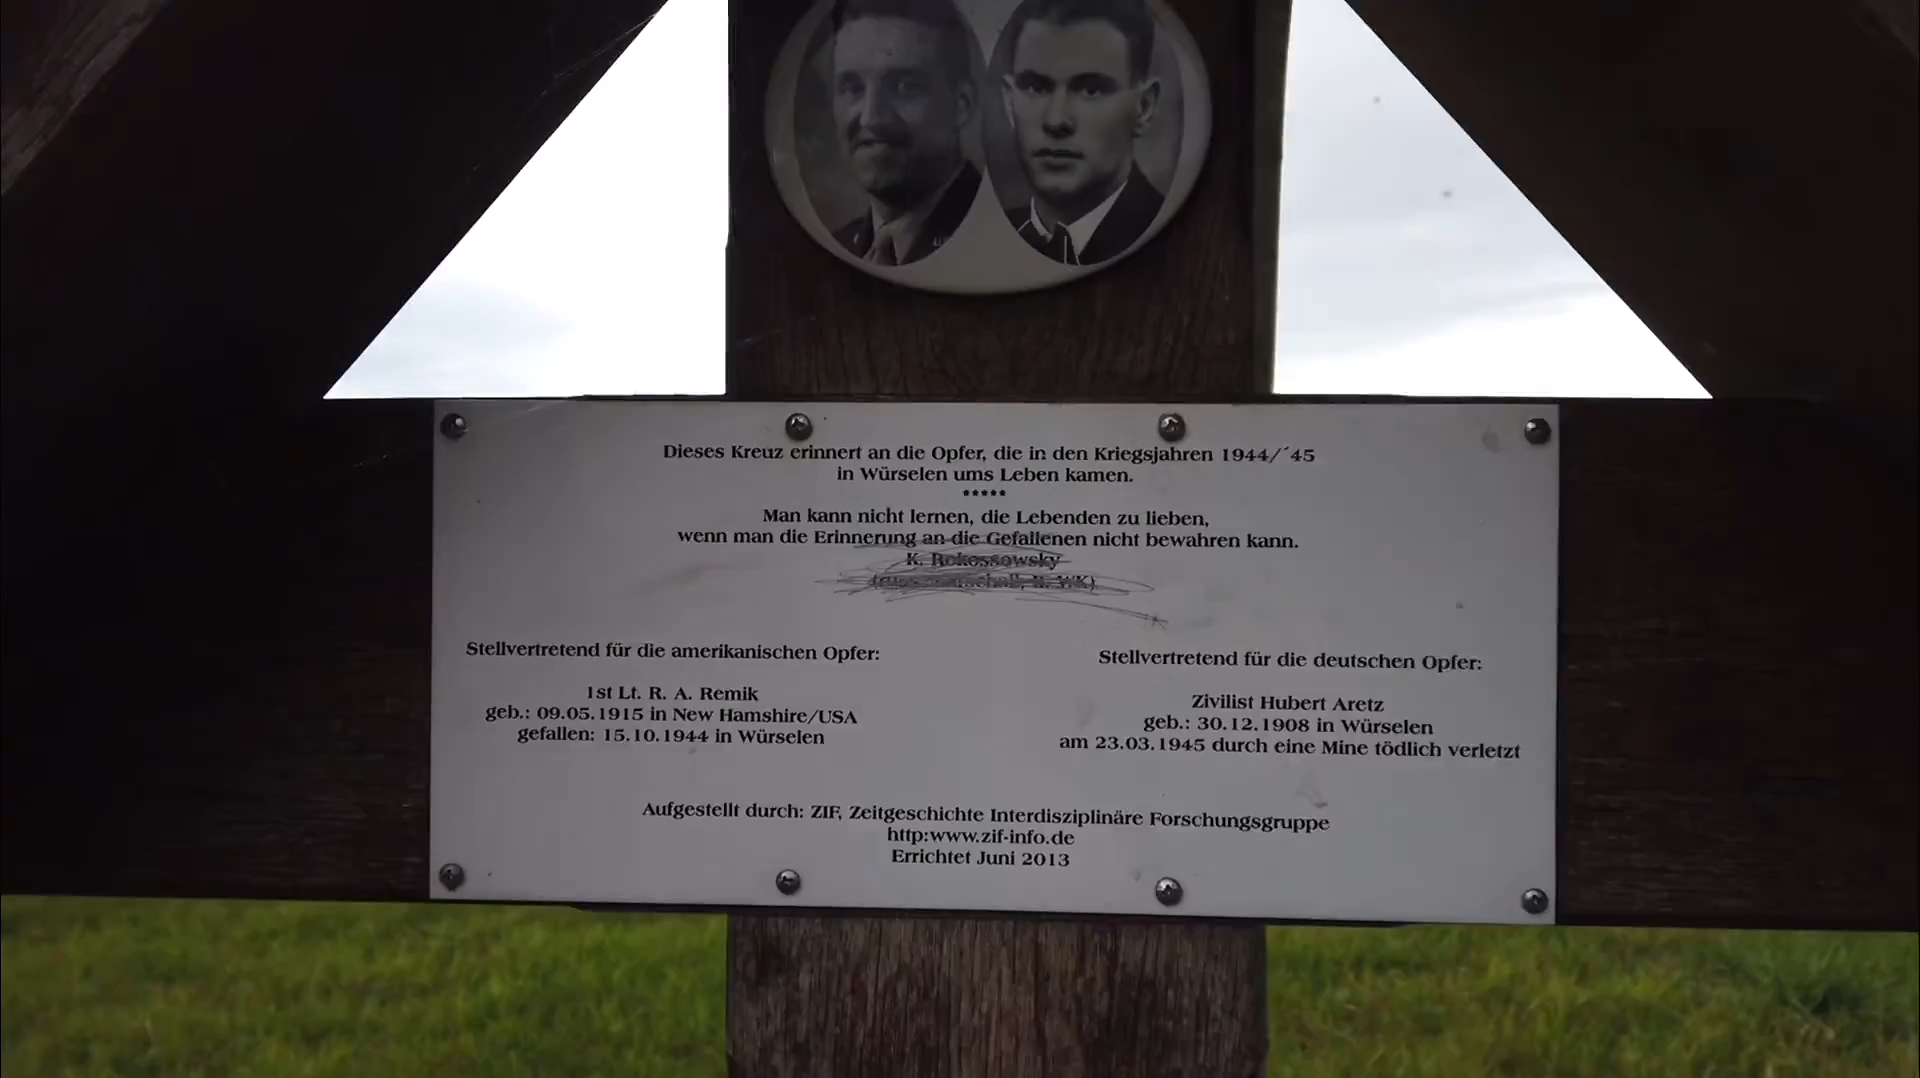 Dieses Kreuz erinnert an die Opfer, die in den Kriegsjahren 1944/´45
in Würselen ums Leben kamen.
*****
Man kann nicht lernen, die Lebenden zu lieben,
wenn man die Erinnerung an die Gefallenen nicht bewahren kann.
K. Rokossowsky
WK)
Stellvertretend für die amerikanischen Opfer:
1st Lt. R. A. Remik
geb.: 09.05.1915 in New Hamshire/USA
gefallen: 15.10.1944 in Würselen
Stellvertretend für die deutschen Opfer:
Zivilist Hubert Aretz
geb.: 30.12.1908 in Würselen
am 23.03.1945 durch eine Mine tödlich verletzt
Aufgestellt durch: ZIF, Zeitgeschichte Interdisziplinäre Forschungsgruppe
http:www.zif-info.de
Errichtet Juni 2013